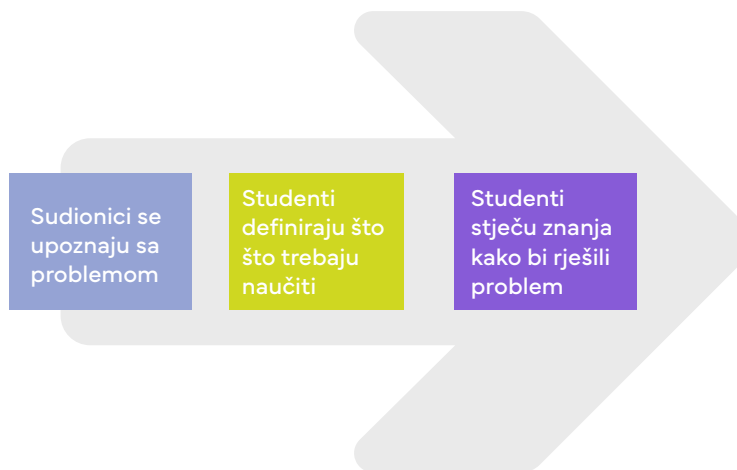 Sudionici se
upoznaju sa
problemom
Studenti
definiraju što
što trebaju
naučiti
Studenti
stječu znanja
kako bi rješili
problem